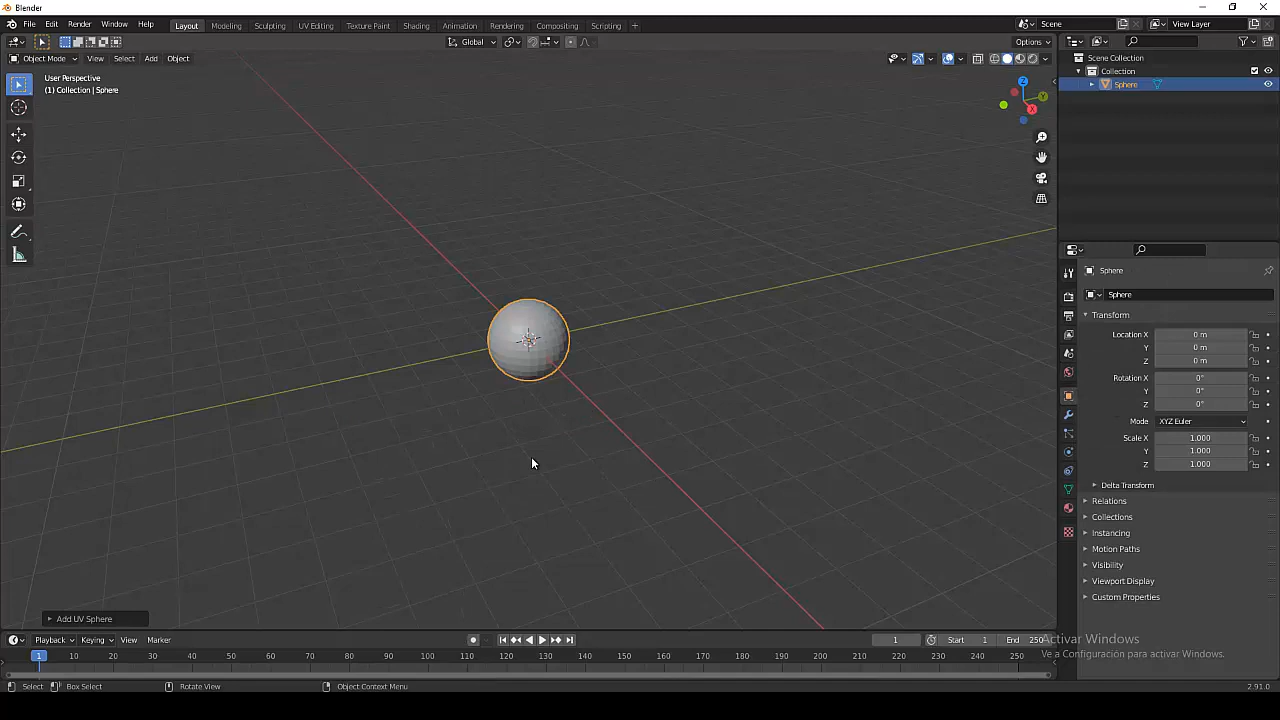 Blender
File Edit Render Window Help Layout Modeling Sculpting UV Editing Texture Paint Shading Animation Rendering Compositing Scripting + Scene View Layer
Global Options
Object Mode View Select Add Object
User Perspective
(1) Collection | Sphere
Z
Y
X
Scene Collection
Collection
Sphere
Sphere
Sphere
Transform
Location X 0 m
Y 0 m
Z 0 m
Rotation X 0°
Y 0°
Z 0°
Mode XYZ Euler
Scale X 1.000
Y 1.000
Z 1.000
Delta Transform
Relations
Collections
Instancing
Motion Paths
Visibility
Viewport Display
Custom Properties
Add UV Sphere
Playback Keying View Marker 1 Start 1 End 250
Activar Windows
Ve a Configuración para activar Windows.
1 10 20 30 40 50 60 70 80 90 100 110 120 130 140 150 160 170 180 190 200 210 220 230 240 250
Select Box Select Rotate View Object Context Menu 2.91.0